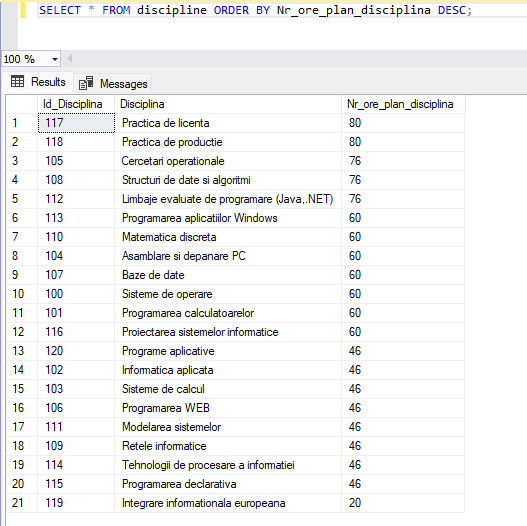 SELECT * FROM discipline ORDER BY Nr_ore_plan_disciplina DESC;
100 %
Results Messages
Id_Disciplina Disciplina Nr_ore_plan_disciplina
1 117 Practica de licenta 80
2 118 Practica de productie 80
3 105 Cercetari operationale 76
4 108 Structuri de date si algoritmi 76
5 112 Limbaje evaluate de programare (Java,.NET) 76
6 113 Programarea aplicatiilor Windows 60
7 110 Matematica discreta 60
8 104 Asamblare si depanare PC 60
9 107 Baze de date 60
10 100 Sisteme de operare 60
11 101 Programarea calculatoarelor 60
12 116 Proiectarea sistemelor informatice 60
13 120 Programe aplicative 46
14 102 Informatica aplicata 46
15 103 Sisteme de calcul 46
16 106 Programarea WEB 46
17 111 Modelarea sistemelor 46
18 109 Retele informatice 46
19 114 Tehnologii de procesare a informatiei 46
20 115 Programarea declarativa 46
21 119 Integrare informationala europeana 20